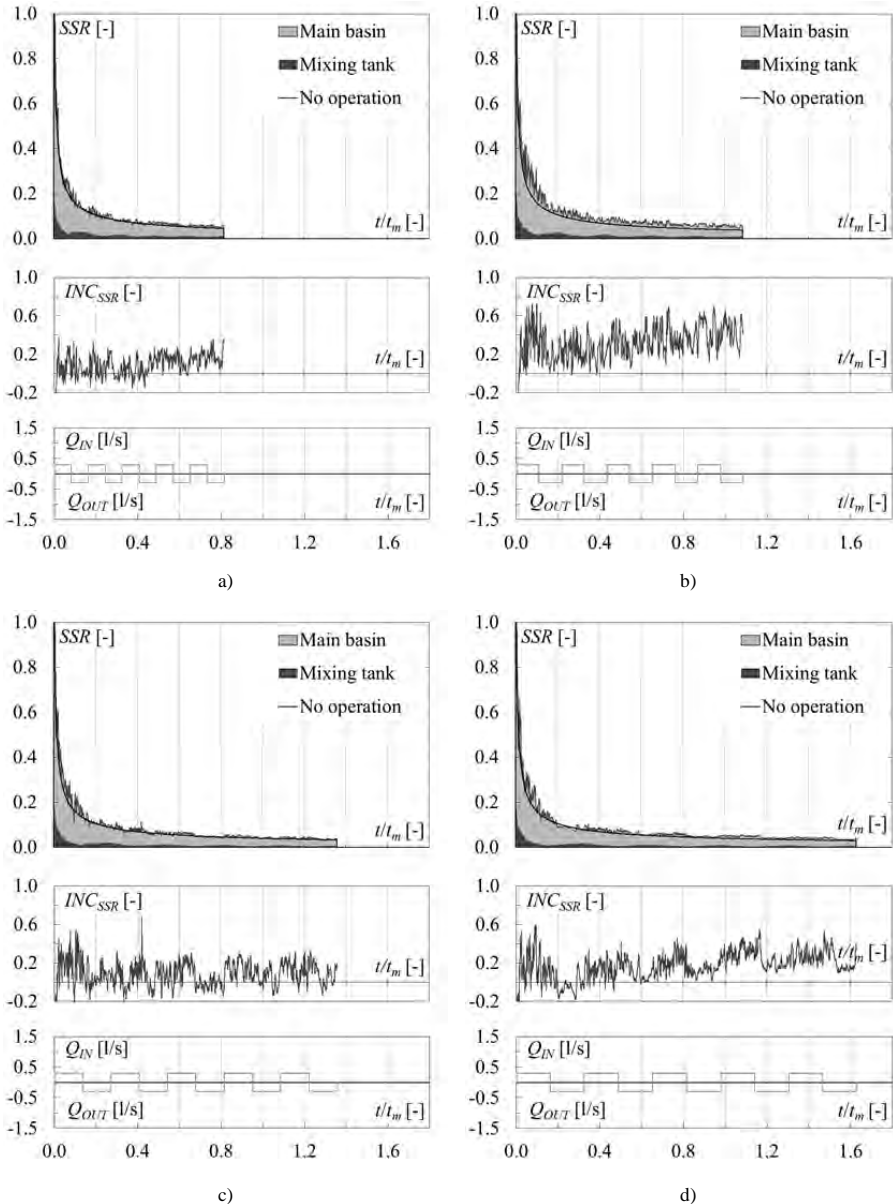 1.0
SSR [-]
Main basin
0.8
Mixing tank
0.6
No operation
0.4
0.2
t/tm [-]
0.0
1.0
INCSSR [-]
0.6
0.2
t/tm [-]
-0.2
1.5
QIN [l/s]
0.5
-0.5
QOUT [l/s]
t/tm [-]
-1.5
0.0 0.4 0.8 1.2 1.6
a)
1.0
SSR [-]
Main basin
0.8
Mixing tank
0.6
No operation
0.4
0.2
t/tm [-]
0.0
1.0
INCSSR [-]
0.6
0.2
t/tm [-]
-0.2
1.5
QIN [l/s]
0.5
-0.5
QOUT [l/s]
t/tm [-]
-1.5
0.0 0.4 0.8 1.2 1.6
b)
1.0
SSR [-]
Main basin
0.8
Mixing tank
0.6
No operation
0.4
0.2
t/tm [-]
0.0
1.0
INCSSR [-]
0.6
0.2
t/tm [-]
-0.2
1.5
QIN [l/s]
0.5
-0.5
QOUT [l/s]
t/tm [-]
-1.5
0.0 0.4 0.8 1.2 1.6
c)
1.0
SSR [-]
Main basin
0.8
Mixing tank
0.6
No operation
0.4
0.2
t/tm [-]
0.0
1.0
INCSSR [-]
0.6
0.2
t/tm [-]
-0.2
1.5
QIN [l/s]
0.5
-0.5
QOUT [l/s]
t/tm [-]
-1.5
0.0 0.4 0.8 1.2 1.6
d)